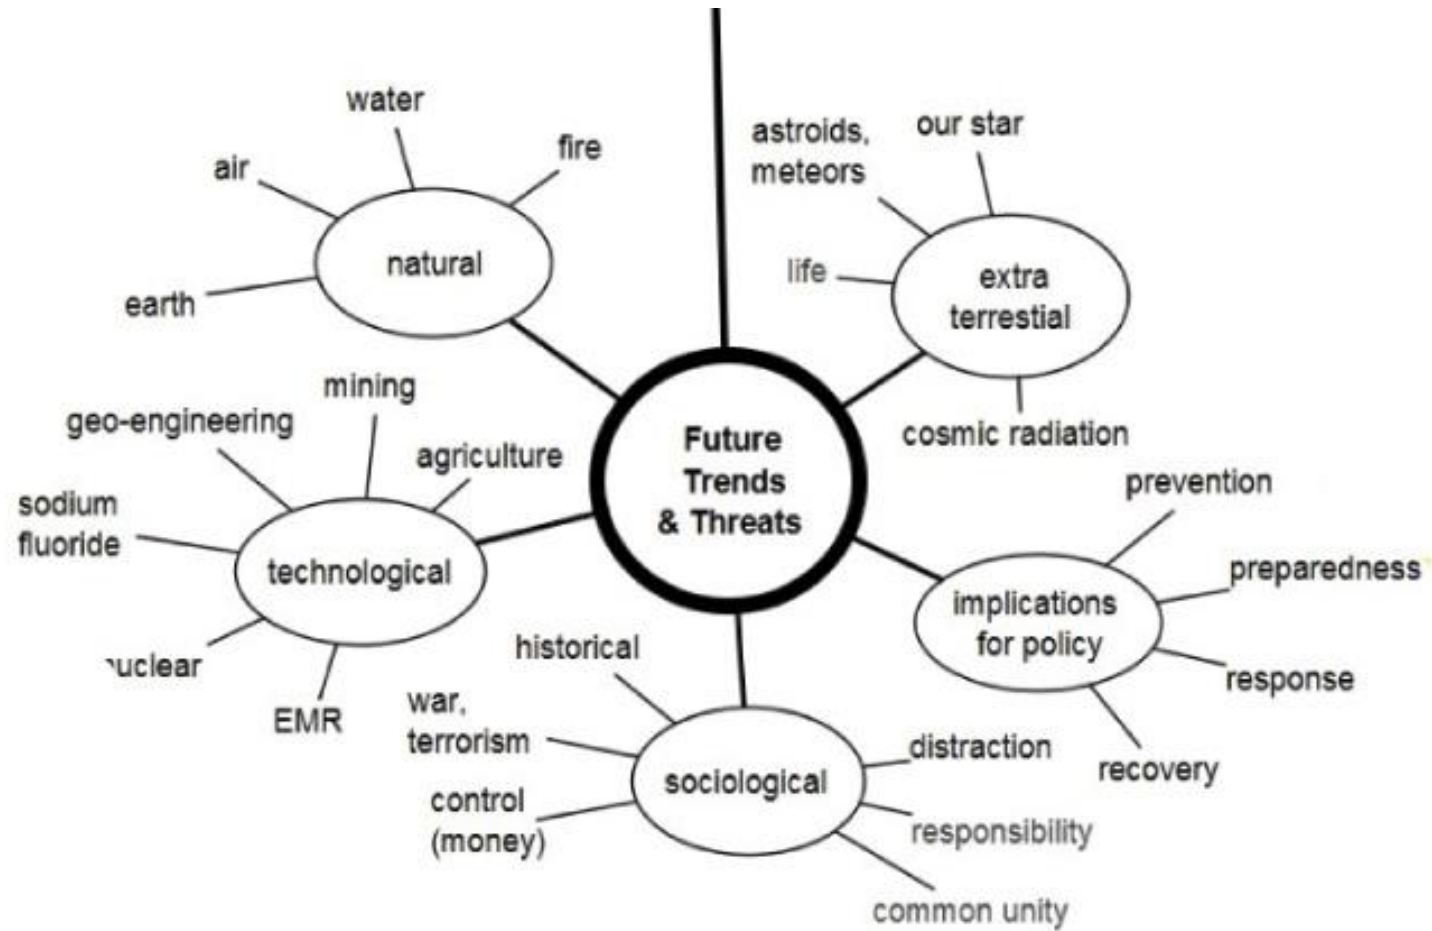 water
fire
air
natural
earth
astroids,
meteors
our star
life
extra
terrestial
cosmic radiation
Future
Trends
& Threats
mining
geo-engineering
agriculture
sodium
fluoride
technological
uclear
EMR
prevention
preparedness
implications
for policy
response
recovery
historical
war,
terrorism
control
(money)
sociological
distraction
responsibility
common unity